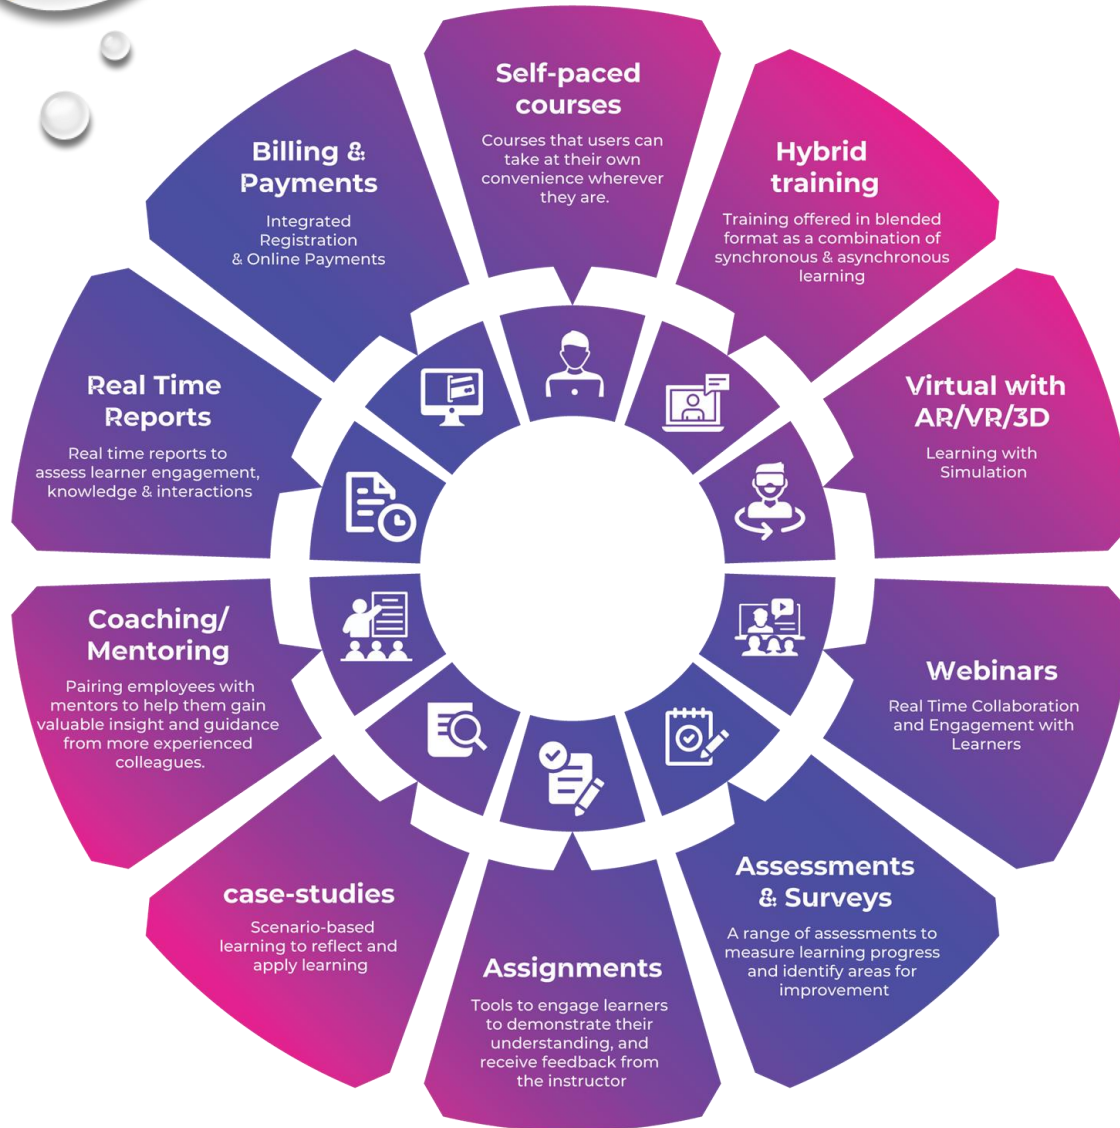 Self-paced
courses
Courses that users can
take at their own
convenience wherever
they are.
Hybrid
training
Training offered in blended
format as a combination of
synchronous & asynchronous
learning
Virtual with
AR/VR/3D
Learning with
Simulation
Webinars
Real Time Collaboration
and Engagement with
Learners
Assessments
& Surveys
A range of assessments to
measure learning progress
and identify areas for
improvement
Assignments
Tools to engage learners
to demonstrate their
understanding, and
receive feedback from
the instructor
case-studies
Scenario-based
learning to reflect and
apply learning
Coaching/
Mentoring
Pairing employees with
mentors to help them gain
valuable insight and guidance
from more experienced
colleagues.
Real Time
Reports
Real time reports to
assess learner engagement,
knowledge & interactions
Billing &
Payments
Integrated
Registration
& Online Payments